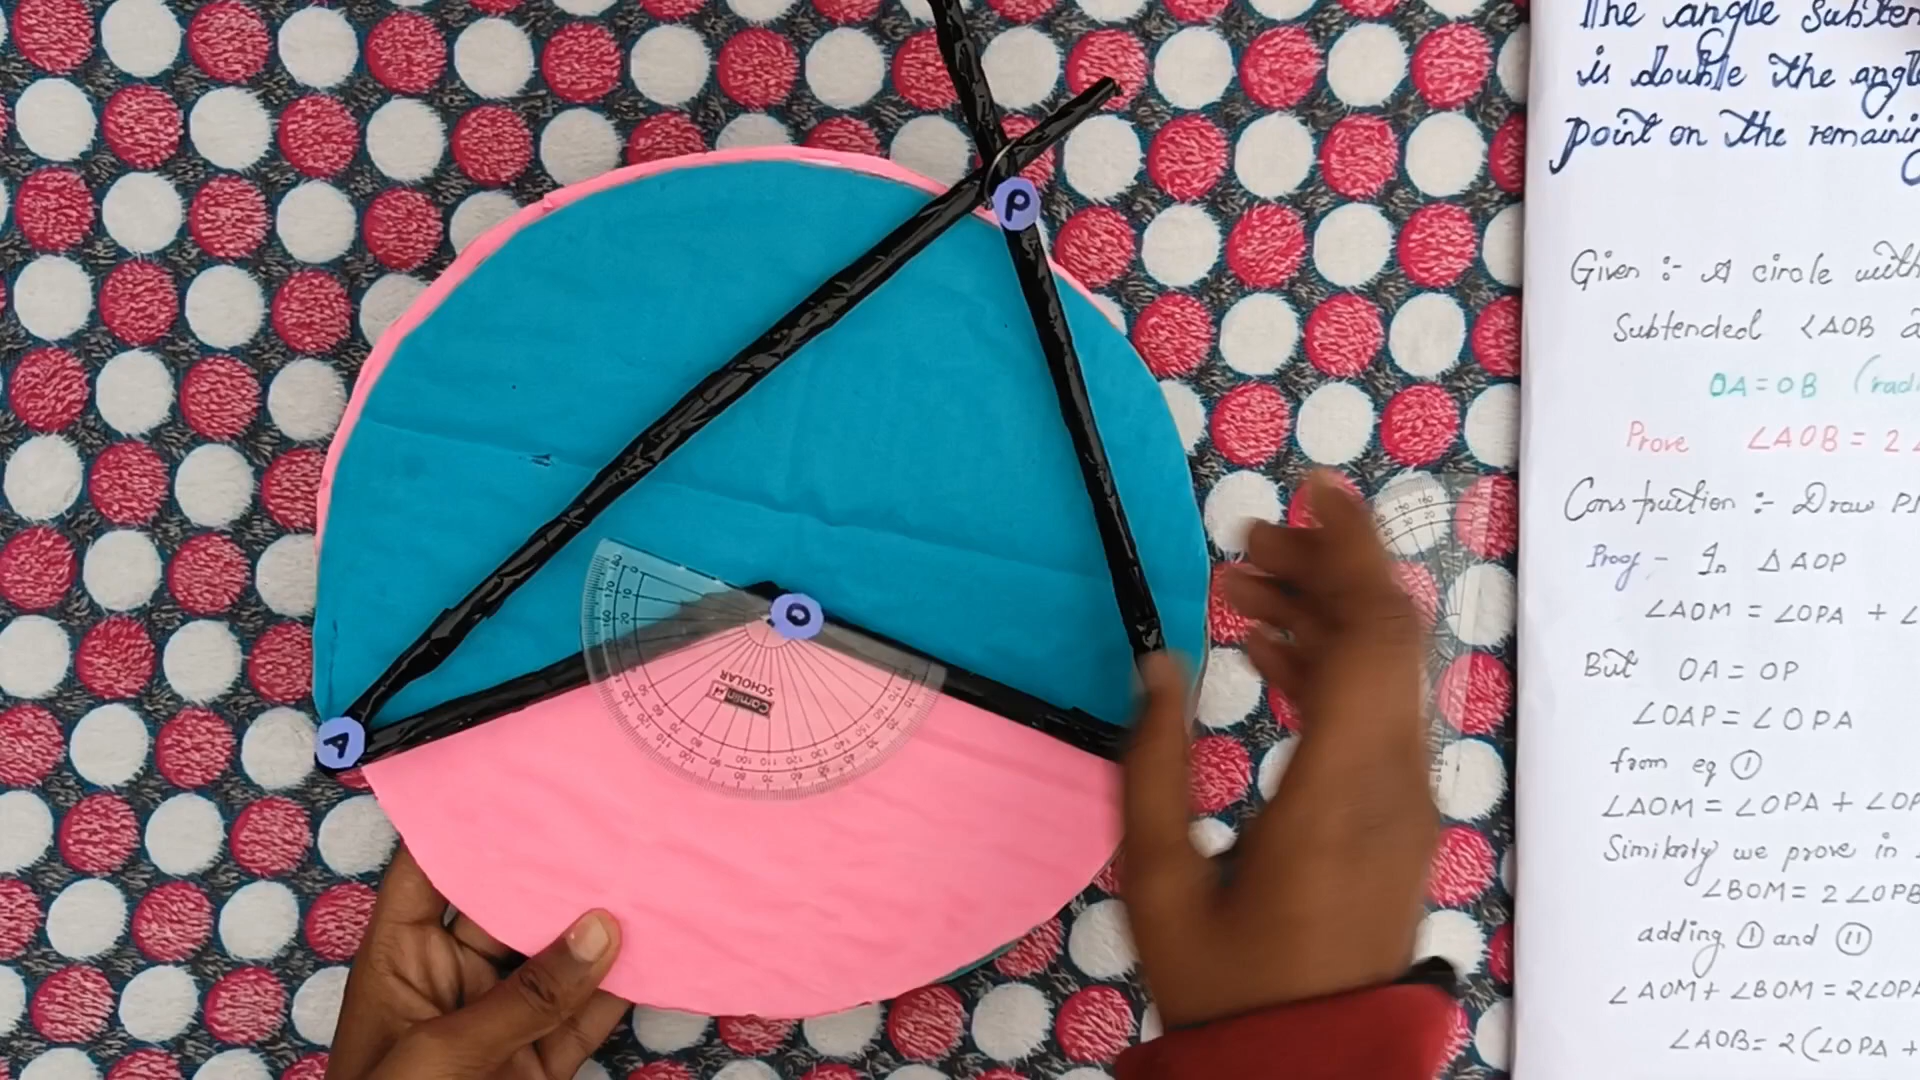 The angle Subten
is double the angle
point on the remainin
Given :- A circle with
Subtended ∠AOB a
OA = OB (radi
Prove ∠AOB = 2
Construction :- Draw P
Proof - In △AOP
∠AOM = ∠OPA + ∠
But OA = OP
∠OAP = ∠OPA
from eq ①
∠AOM = ∠OPA + ∠OP
Similarly we prove in
∠BOM = 2∠OPB
adding ① and ⑪
∠AOM + ∠BOM = 2∠OPA
∠AOB = 2(∠OPA +
P
O
A
Camlin
SCHOLAR